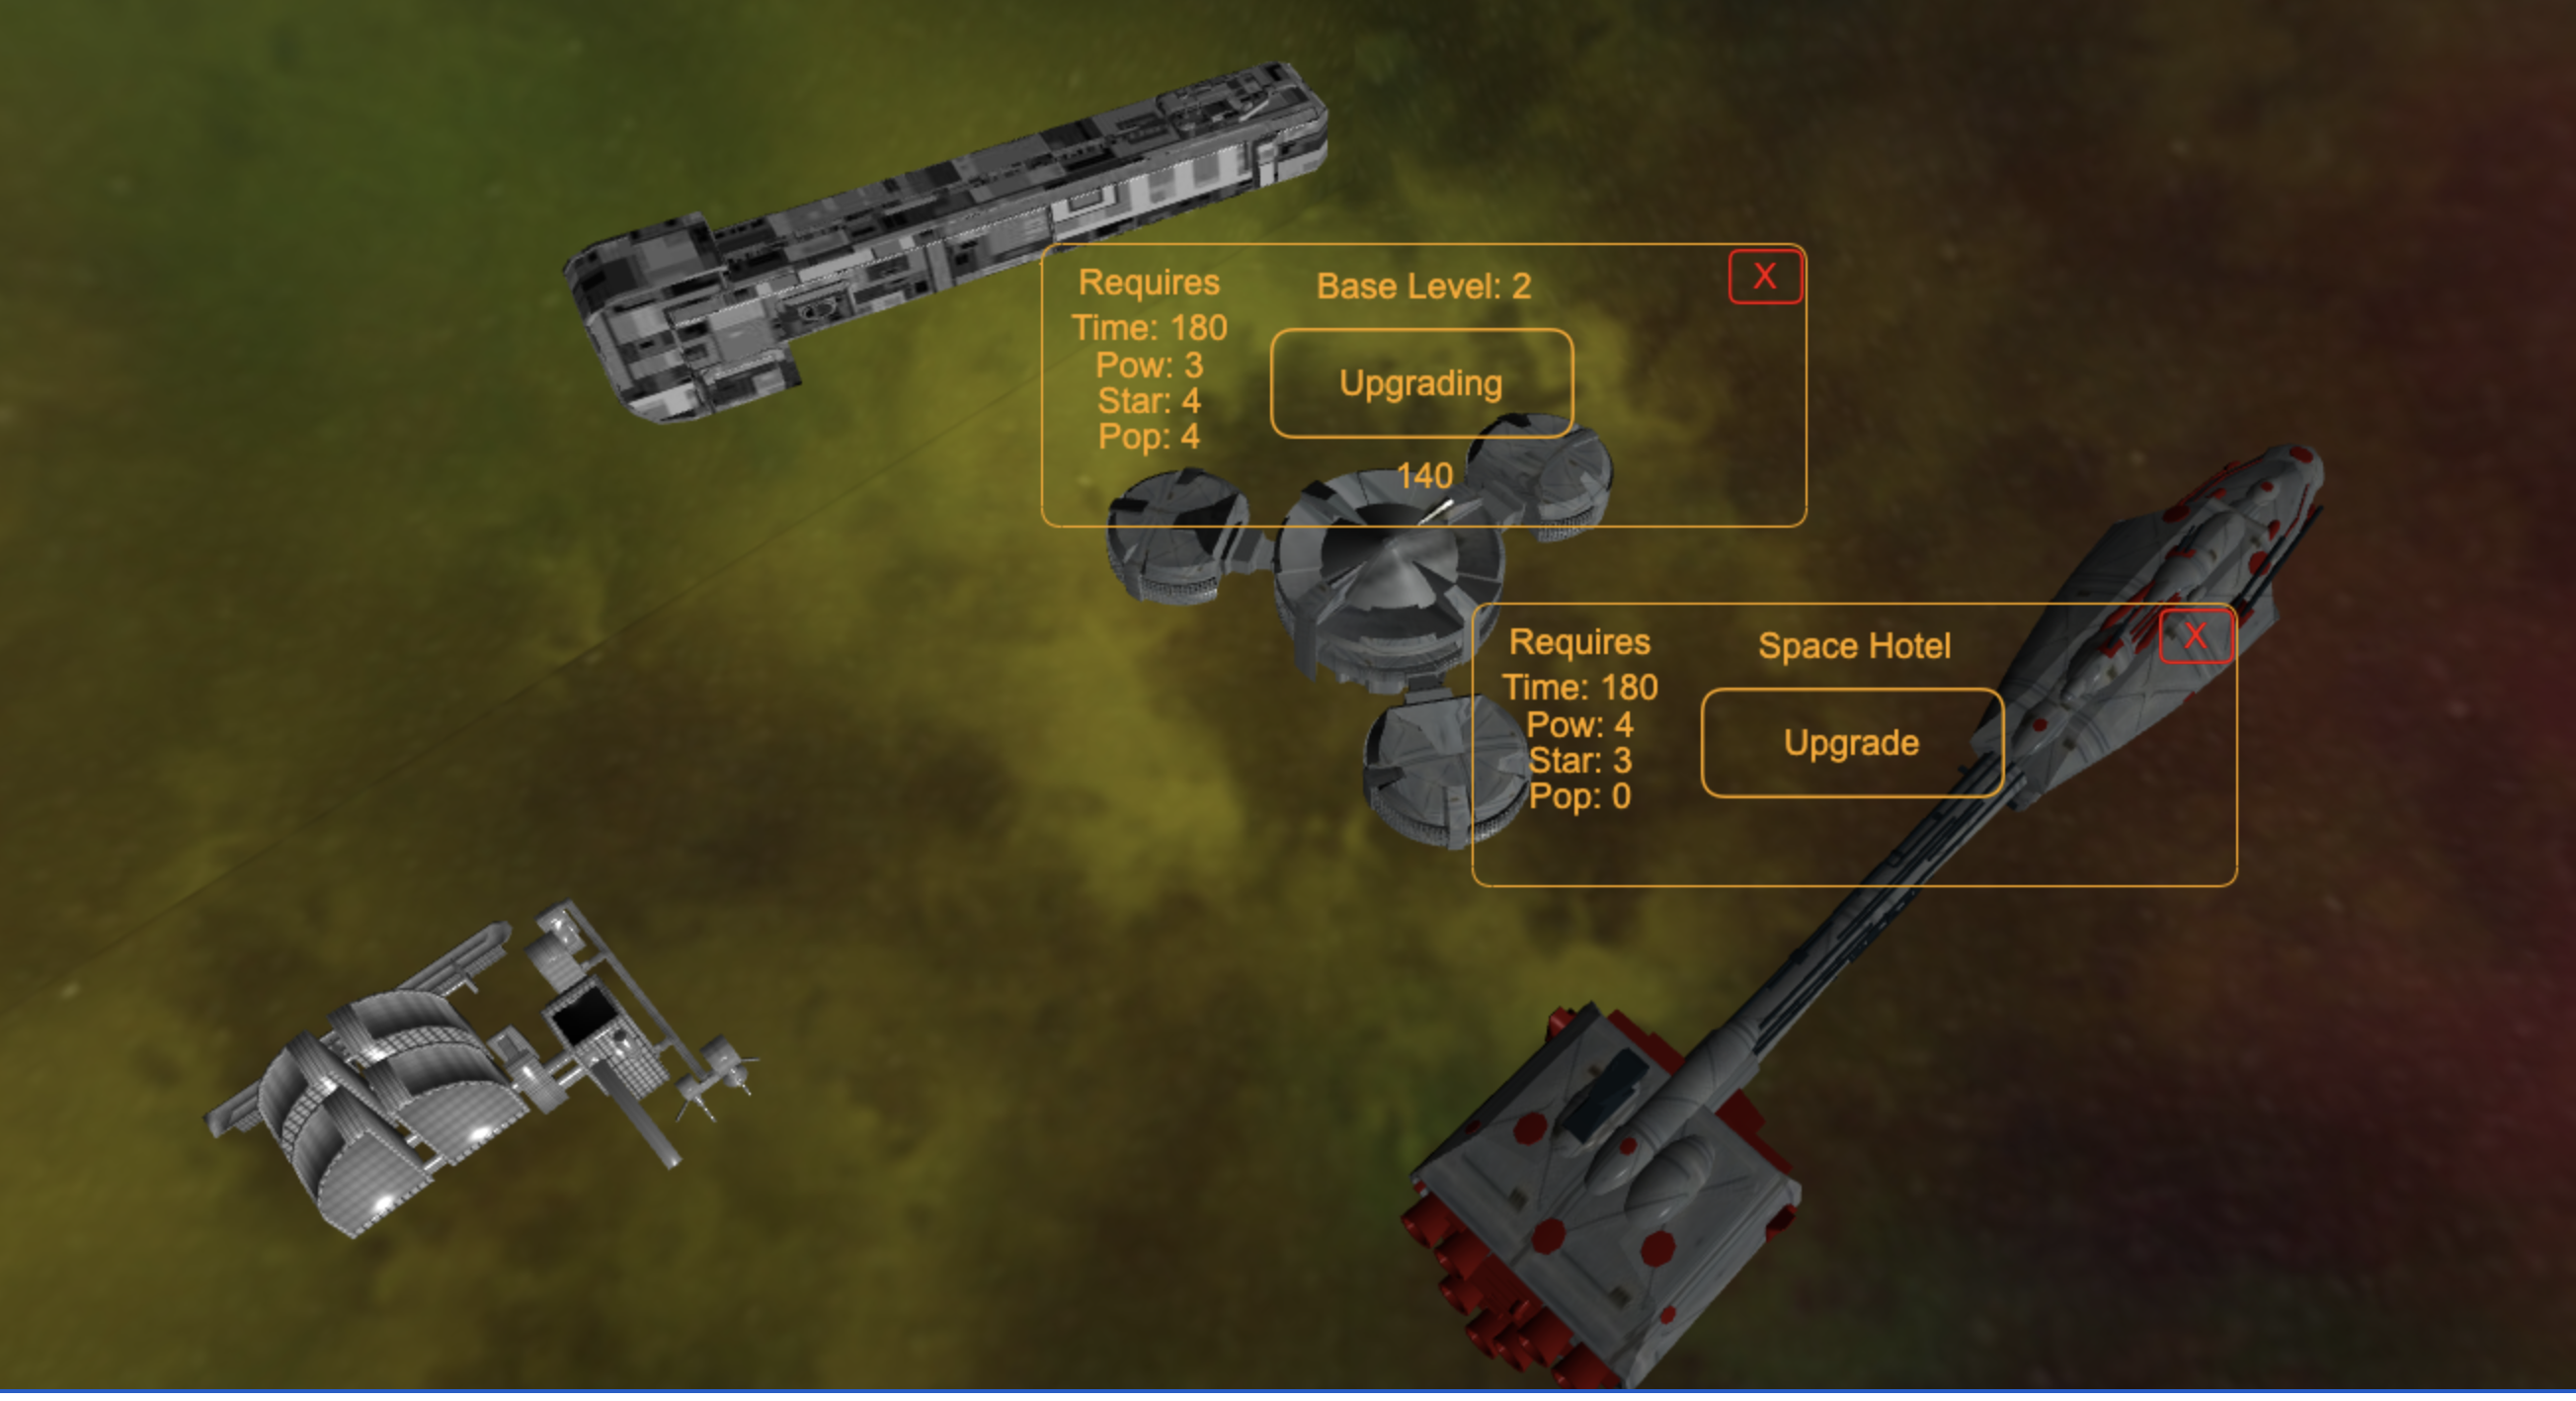 Requires
Base Level: 2
X
Time: 180
Pow: 3
Star: 4
Pop: 4
Upgrading
140
Requires
Space Hotel
X
Time: 180
Pow: 4
Star: 3
Pop: 0
Upgrade